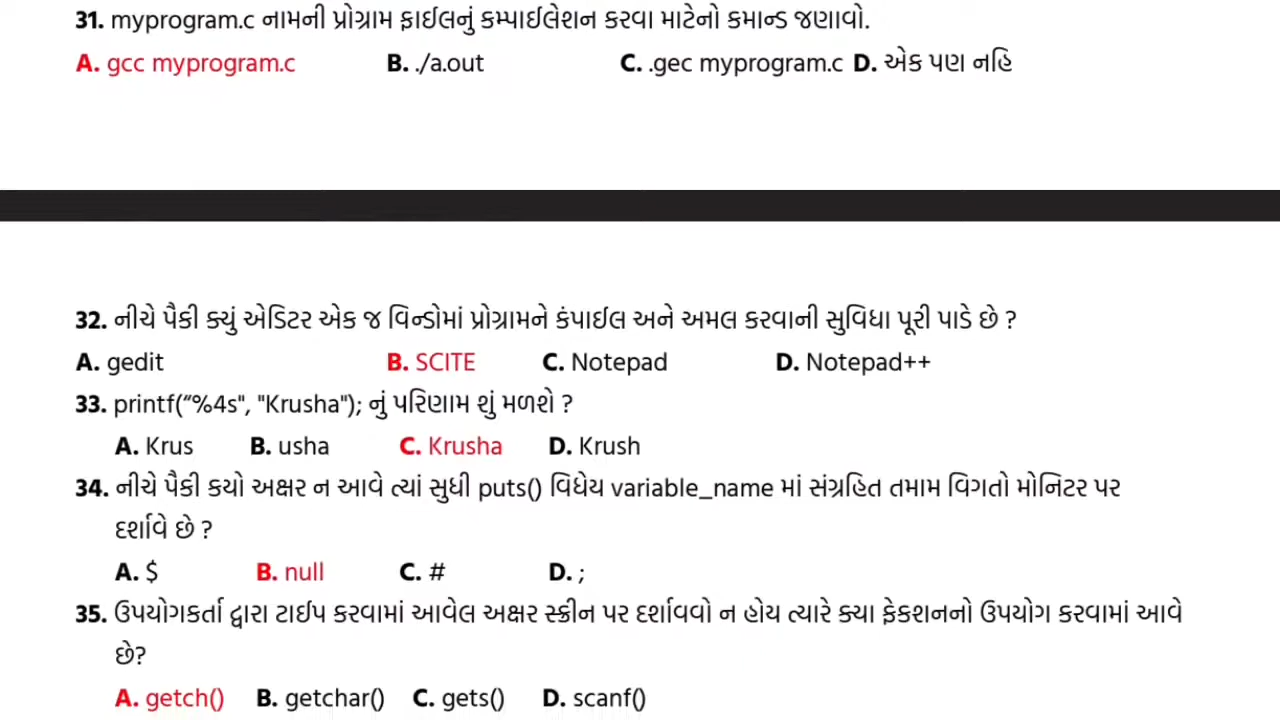 31. myprogram.c નામની પ્રોગ્રામ ફાઈલનું કમ્પાઈલેશન કરવા માટેનો કમાન્ડ જણાવો.
A. gcc myprogram.c B. ./a.out C. .gec myprogram.c D. એક પણ નહિ
32. નીચે પૈકી ક્યું એડિટર એક જ વિન્ડોમાં પ્રોગ્રામને કંપાઈલ અને અમલ કરવાની સુવિધા પૂરી પાડે છે ?
A. gedit B. SCITE C. Notepad D. Notepad++
33. printf(“%4s", "Krusha"); નું પરિણામ શું મળશે ?
A. Krus B. usha C. Krusha D. Krush
34. નીચે પૈકી કયો અક્ષર ન આવે ત્યાં સુધી puts() વિધેય variable_name માં સંગ્રહિત તમામ વિગતો મોનિટર પર
દર્શાવે છે ?
A. $ B. null C. # D. ;
35. ઉપયોગકર્તા દ્વારા ટાઈપ કરવામાં આવેલ અક્ષર સ્ક્રીન પર દર્શાવવો ન હોય ત્યારે ક્યા ફેકશનનો ઉપયોગ કરવામાં આવે
છે?
A. getch() B. getchar() C. gets() D. scanf()